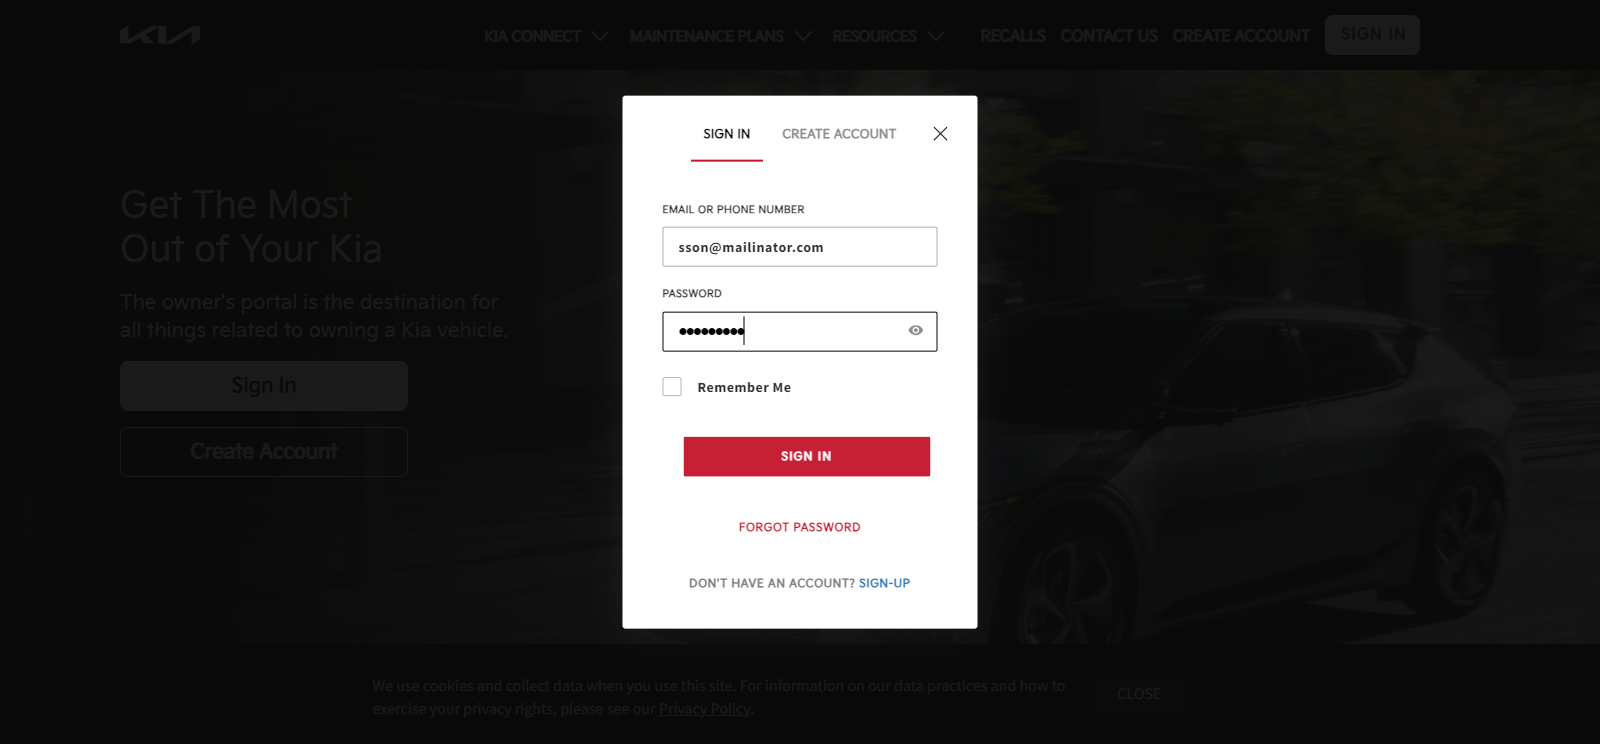 KIA
KIA CONNECT
MAINTENANCE PLANS
RESOURCES
RECALLS
CONTACT US
CREATE ACCOUNT
SIGN IN
Get The Most
Out of Your Kia
The owner's portal is the destination for
all things related to owning a Kia vehicle.
Sign In
Create Account
SIGN IN
CREATE ACCOUNT
EMAIL OR PHONE NUMBER
sson@mailinator.com
PASSWORD
Remember Me
SIGN IN
FORGOT PASSWORD
DON'T HAVE AN ACCOUNT? SIGN-UP
We use cookies and collect data when you use this site. For information on our data practices and how to
exercise your privacy rights, please see our Privacy Policy.
CLOSE